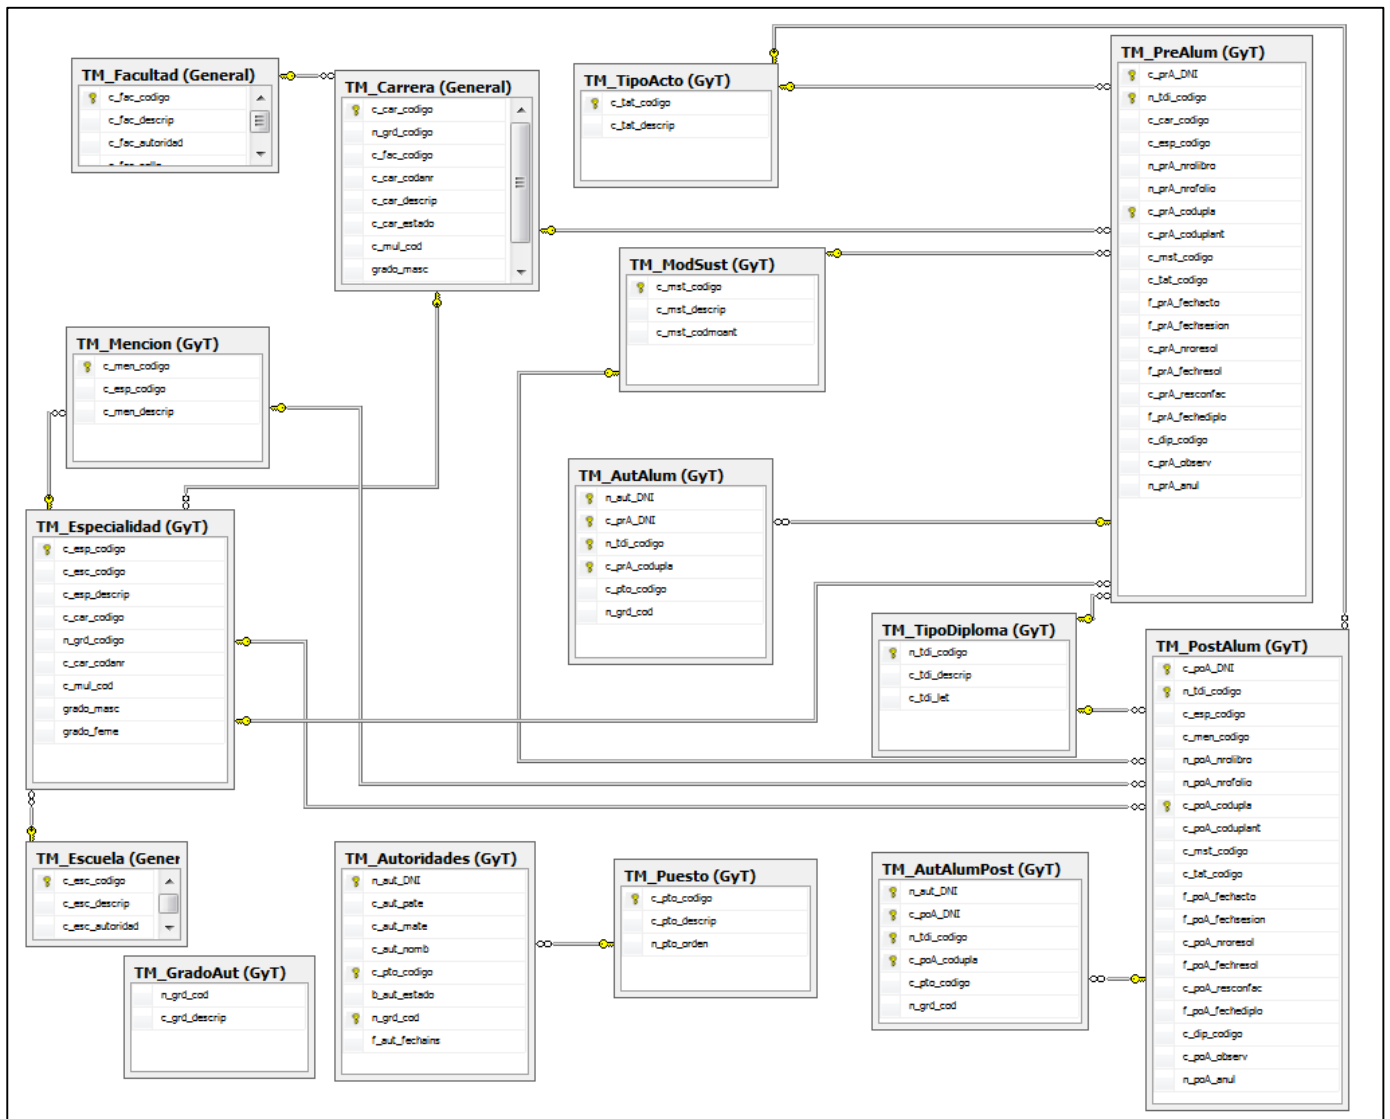 TM_Facultad (General)
c_fac_codigo
c_fac_descrip
c_fac_autoridad
TM_Carrera (General)
c_car_codigo
n_grd_codigo
c_fac_codigo
c_car_codanr
c_car_descrip
c_car_estado
c_mul_cod
grado_masc
TM_TipoActo (GyT)
c_tat_codigo
c_tat_descrip
TM_PreAlum (GyT)
c_prA_DNI
n_tdi_codigo
c_car_codigo
c_esp_codigo
n_prA_nrolibro
n_prA_nrofolio
c_prA_codupla
c_prA_coduplant
c_mst_codigo
c_tat_codigo
f_prA_fechacto
f_prA_fechsesion
c_prA_nroresol
f_prA_fechresol
c_prA_resconfac
f_prA_fechediplo
c_dip_codigo
c_prA_observ
n_prA_anul
TM_ModSust (GyT)
c_mst_codigo
c_mst_descrip
c_mst_codmoant
TM_Mencion (GyT)
c_men_codigo
c_esp_codigo
c_men_descrip
TM_AutAlum (GyT)
n_aut_DNI
c_prA_DNI
n_tdi_codigo
c_prA_codupla
c_pto_codigo
n_grd_cod
TM_Especialidad (GyT)
c_esp_codigo
c_esc_codigo
c_esp_descrip
c_car_codigo
n_grd_codigo
c_car_codanr
c_mul_cod
grado_masc
grado_feme
TM_TipoDiploma (GyT)
n_tdi_codigo
c_tdi_descrip
c_tdi_let
TM_PostAlum (GyT)
c_poA_DNI
n_tdi_codigo
c_esp_codigo
c_men_codigo
n_poA_nrolibro
n_poA_nrofolio
c_poA_codupla
c_poA_coduplant
c_mst_codigo
c_tat_codigo
f_poA_fechacto
f_poA_fechsesion
c_poA_nroresol
f_poA_fechresol
c_poA_resconfac
f_poA_fechediplo
c_dip_codigo
c_poA_observ
n_poA_anul
TM_Escuela (Gener
c_esc_codigo
c_esc_descrip
c_esc_autoridad
TM_Autoridades (GyT)
n_aut_DNI
c_aut_pate
c_aut_mate
c_aut_nomb
c_pto_codigo
b_aut_estado
n_grd_cod
f_aut_fechains
TM_Puesto (GyT)
c_pto_codigo
c_pto_descrip
n_pto_orden
TM_AutAlumPost (GyT)
n_aut_DNI
c_poA_DNI
n_tdi_codigo
c_poA_codupla
c_pto_codigo
n_grd_cod
TM_GradoAut (GyT)
n_grd_cod
c_grd_descrip